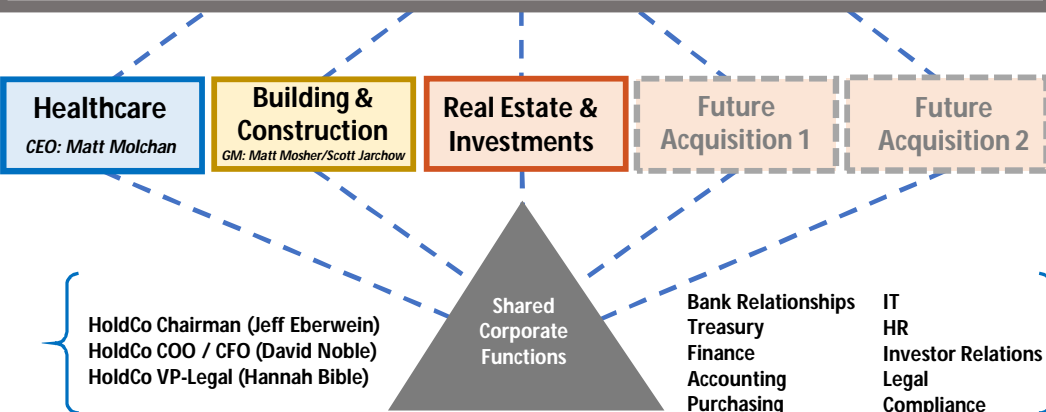 Healthcare
CEO: Matt Molchan
Building &
Construction
GM: Matt Mosher/Scott Jarchow
Real Estate &
Investments
Future
Acquisition 1
Future
Acquisition 2
HoldCo Chairman (Jeff Eberwein)
HoldCo COO / CFO (David Noble)
HoldCo VP-Legal (Hannah Bible)
Shared
Corporate
Functions
Bank Relationships
Treasury
Finance
Accounting
Purchasing
IT
HR
Investor Relations
Legal
Compliance